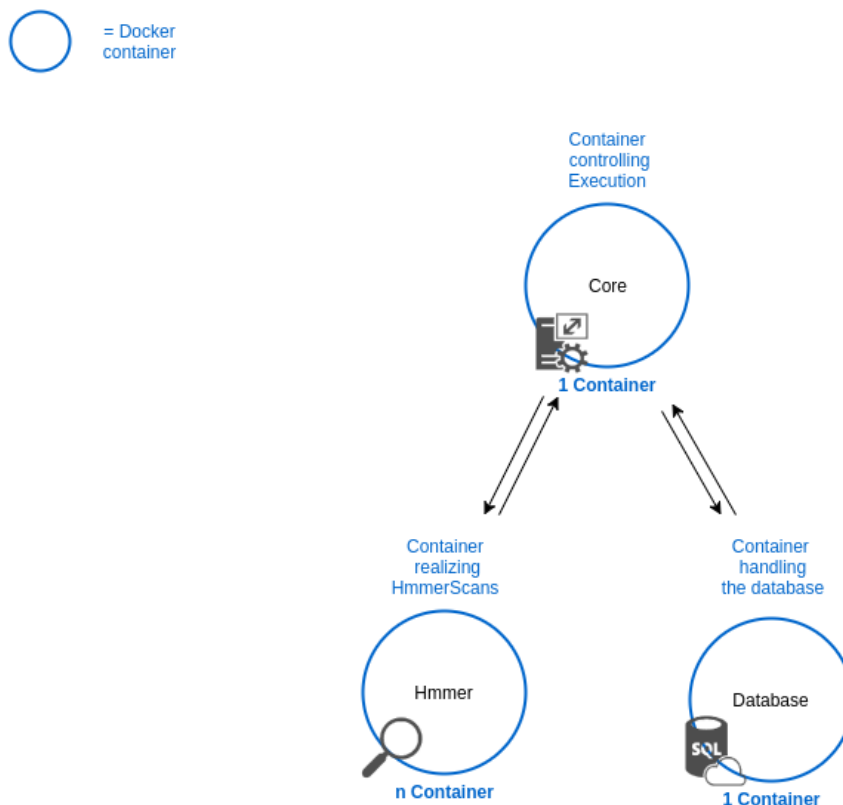 = Docker
container
Container
controlling
Execution
Core
1 Container
Container
realizing
HmmerScans
Container
handling
the database
Hmmer
Database
SQL
n Container
1 Container